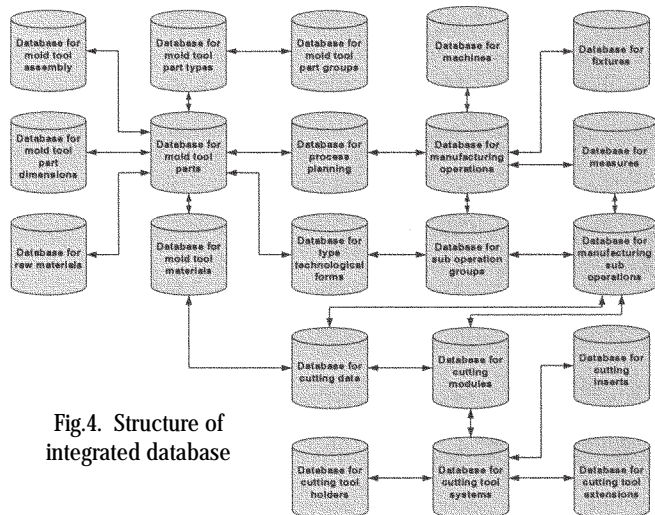 Database for
mold tool
assembly
Database for
mold tool
part types
Database for
mold tool
part groups
Database for
machines
Database for
fixtures
Database for
mold tool
part
dimensions
Database for
mold tool
parts
Database for
process
planning
Database for
manufacturing
operations
Database for
measures
Database for
raw materials
Database for
mold tool
materials
Database for
type
technological
forms
Database for
sub operation
groups
Database for
manufacturing
sub
operations
Database for
cutting data
Database for
cutting
modules
Database for
cutting
inserts
Fig.4. Structure of
integrated database
Database for
cutting tool
holders
Database for
cutting tool
systems
Database for
cutting tool
extensions